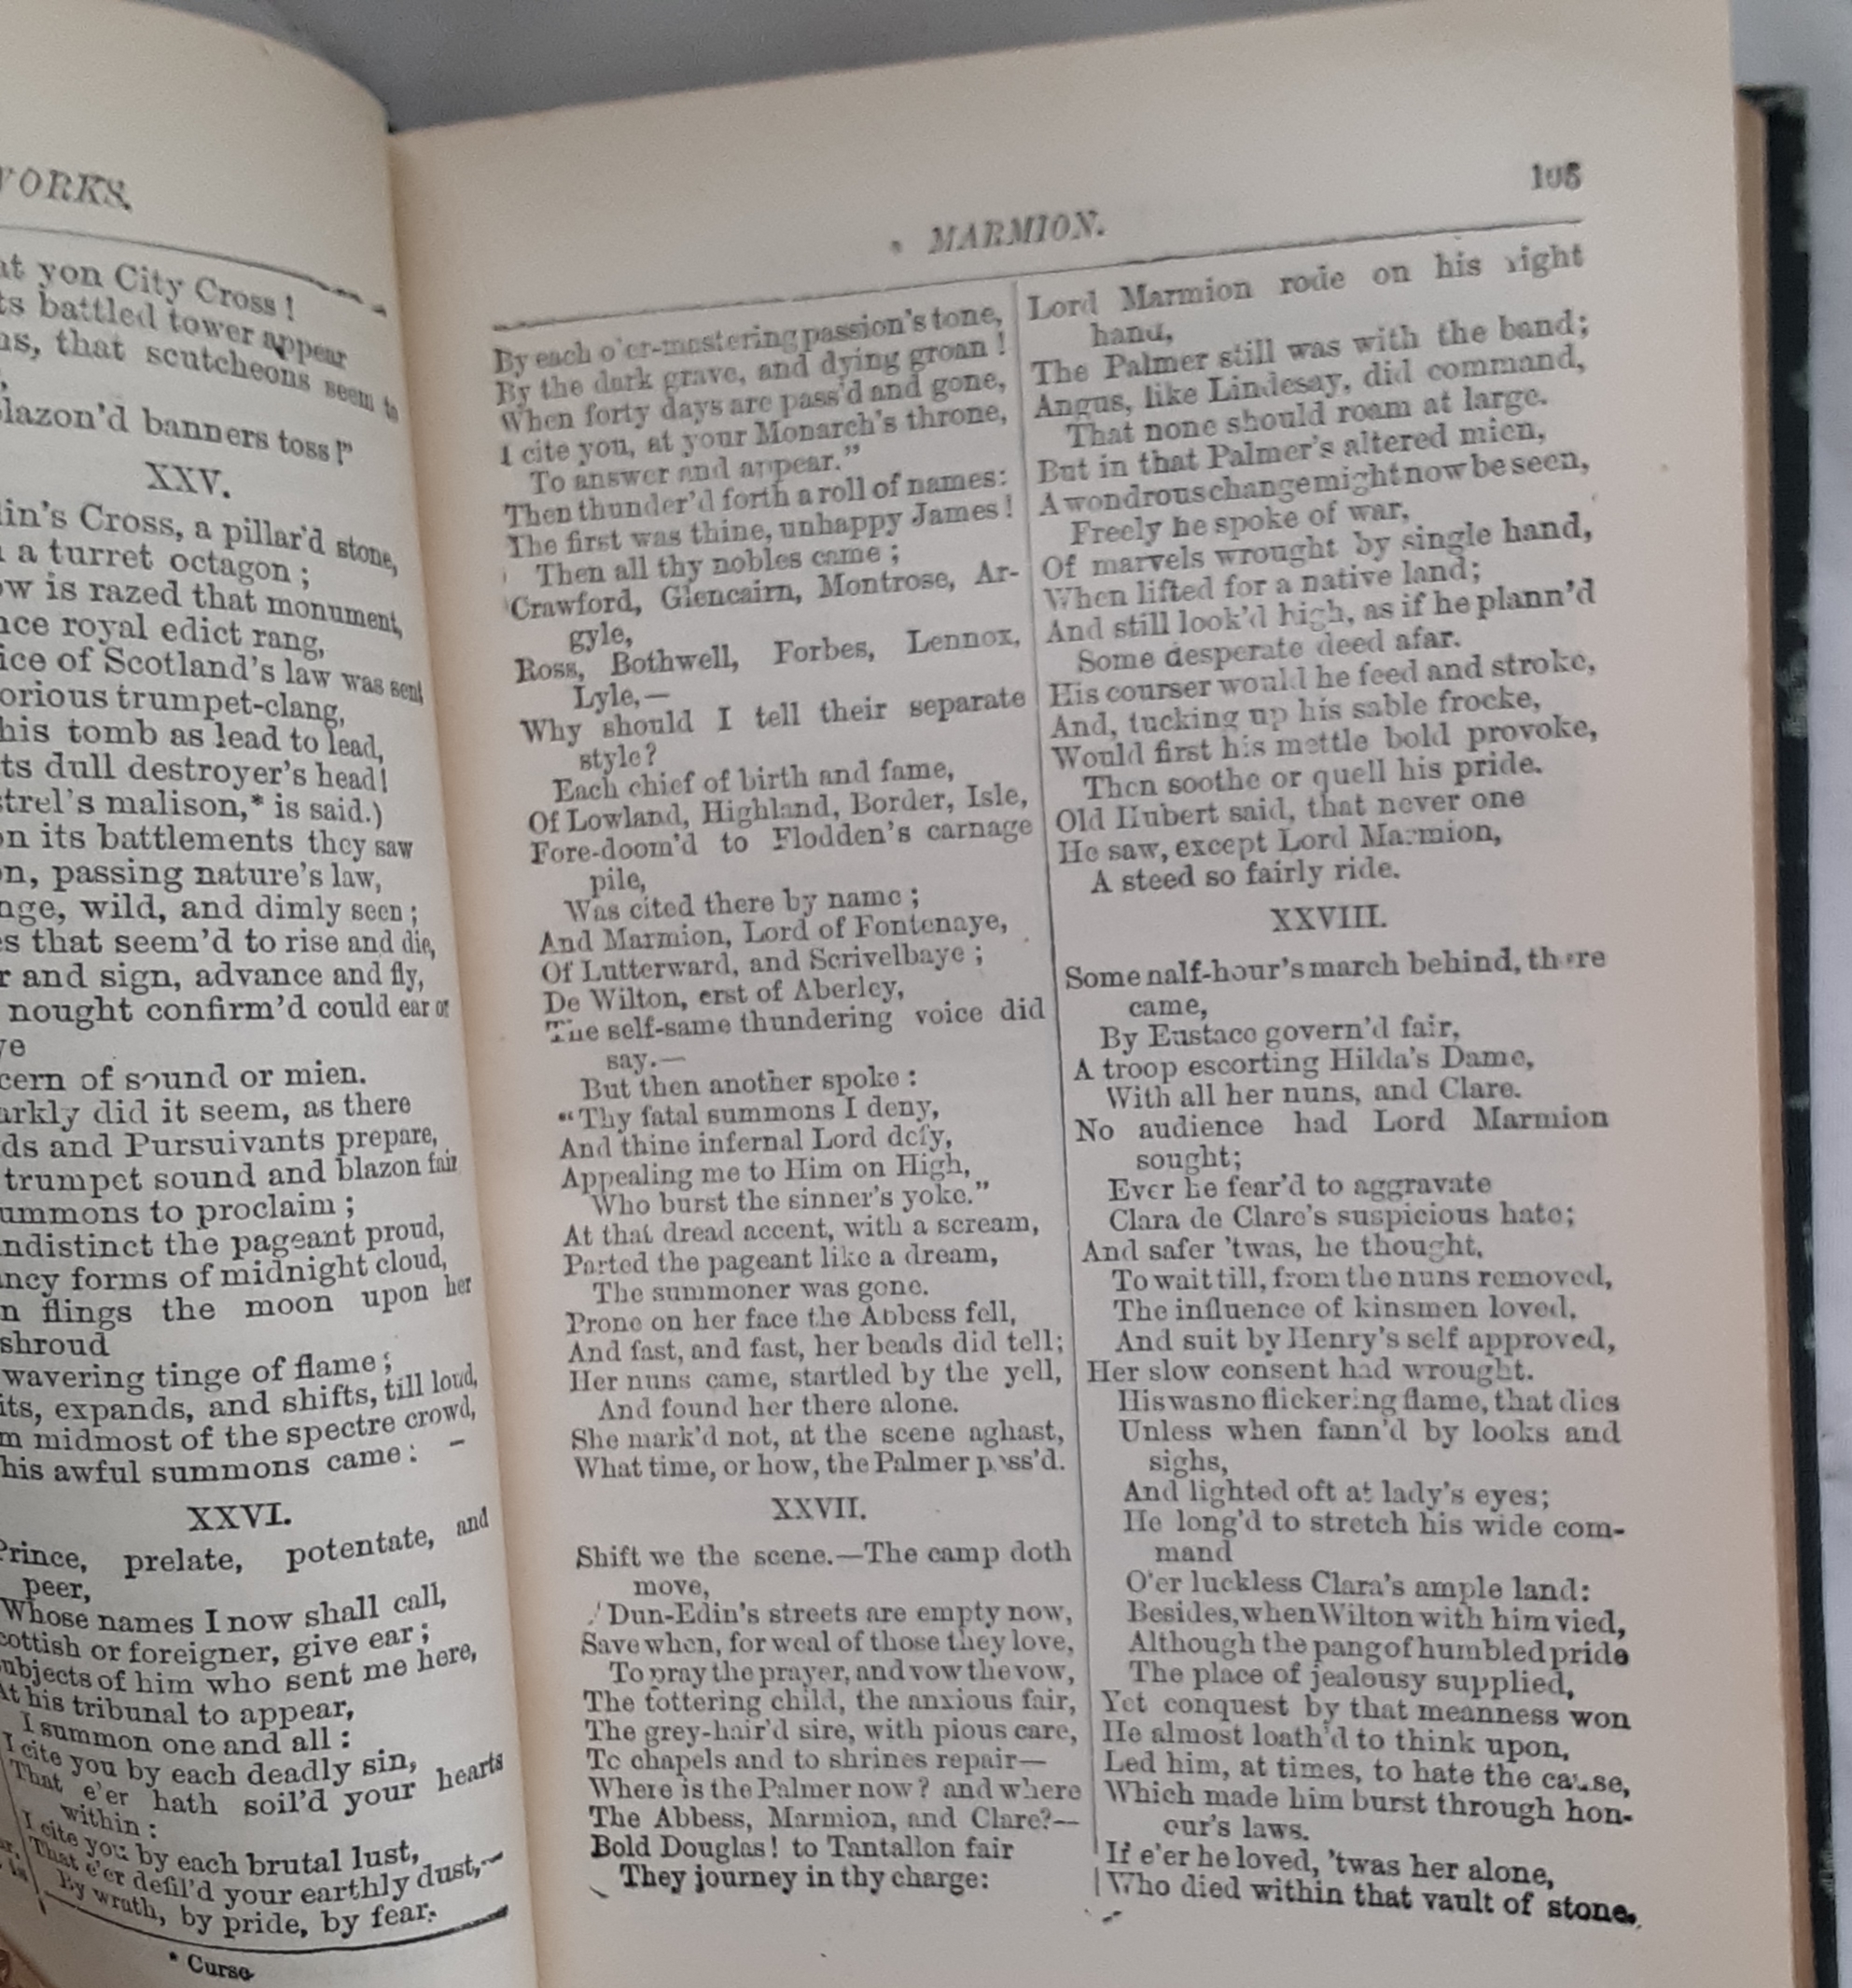 WORKS.
at yon City Cross!
ts battled tower appear
ns, that scutcheons seem to
lazon'd banners toss!"
XXV.
lin's Cross, a pillar'd stone,
a turret octagon;
ow is razed that monument,
nce royal edict rang,
ice of Scotland's law was sent
orious trumpet-clang,
his tomb as lead to lead,
ts dull destroyer's head!
strel's malison,* is said.)
on its battlements they saw
on, passing nature's law,
nge, wild, and dimly seen;
es that seem'd to rise and die,
r and sign, advance and fly,
nought confirm'd could ear or
ye
cern of sound or mien.
arkly did it seem, as there
ds and Pursuivants prepare,
trumpet sound and blazon fair
ummons to proclaim;
indistinct the pageant proud,
ncy forms of midnight cloud,
n flings the moon upon her
shroud
wavering tinge of flame;
its, expands, and shifts, till loud,
m midmost of the spectre crowd,
his awful summons came:—
XXVI.
Prince, prelate, potentate, and
peer,
Whose names I now shall call,
cottish or foreigner, give ear;
ubjects of him who sent me here,
At his tribunal to appear,
I summon one and all:
I cite you by each deadly sin,
That e'er hath soil'd your hearts
within:
I cite you by each brutal lust,
That e'er defil'd your earthly dust,—
By wrath, by pride, by fear.
* Curse
105
MARMION.
By each o'er-mastering passion's tone,
By the dark grave, and dying groan!
When forty days are pass'd and gone,
I cite you, at your Monarch's throne,
To answer and appear."
Then thunder'd forth a roll of names:
The first was thine, unhappy James!
Then all thy nobles came;
Crawford, Glencairn, Montrose, Ar-
gyle,
Ross, Bothwell, Forbes, Lennox,
Lyle,—
Why should I tell their separate
style?
Each chief of birth and fame,
Of Lowland, Highland, Border, Isle,
Fore-doom'd to Flodden's carnage
pile,
Was cited there by name;
And Marmion, Lord of Fontenaye,
Of Lutterward, and Scrivelbaye;
De Wilton, erst of Aberley,
The self-same thundering voice did
say.—
But then another spoke:
"Thy fatal summons I deny,
And thine infernal Lord defy,
Appealing me to Him on High,
Who burst the sinner's yoke."
At that dread accent, with a scream,
Parted the pageant like a dream,
The summoner was gone.
Prone on her face the Abbess fell,
And fast, and fast, her beads did tell;
Her nuns came, startled by the yell,
And found her there alone.
She mark'd not, at the scene aghast,
What time, or how, the Palmer pass'd.
XXVII.
Shift we the scene.—The camp doth
move,
Dun-Edin's streets are empty now,
Save when, for weal of those they love,
To pray the prayer, and vow the vow,
The tottering child, the anxious fair,
The grey-hair'd sire, with pious care,
To chapels and to shrines repair—
Where is the Palmer now? and where
The Abbess, Marmion, and Clare?—
Bold Douglas! to Tantallon fair
They journey in thy charge:
Lord Marmion rode on his right
hand,
The Palmer still was with the band;
Angus, like Lindesay, did command,
That none should roam at large.
But in that Palmer's altered mien,
A wondrous change might now be seen,
Freely he spoke of war,
Of marvels wrought by single hand,
When lifted for a native land;
And still look'd high, as if he plann'd
Some desperate deed afar.
His courser would he feed and stroke,
And, tucking up his sable frocke,
Would first his mettle bold provoke,
Then soothe or quell his pride.
Old Hubert said, that never one
He saw, except Lord Marmion,
A steed so fairly ride.
XXVIII.
Some half-hour's march behind, there
came,
By Eustace govern'd fair,
A troop escorting Hilda's Dame,
With all her nuns, and Clare.
No audience had Lord Marmion
sought;
Ever he fear'd to aggravate
Clara de Clare's suspicious hate;
And safer 'twas, he thought,
To wait till, from the nuns removed,
The influence of kinsmen loved,
And suit by Henry's self approved,
Her slow consent had wrought.
His was no flickering flame, that dies
Unless when fann'd by looks and
sighs,
And lighted oft at lady's eyes;
He long'd to stretch his wide com-
mand
O'er luckless Clara's ample land:
Besides, when Wilton with him vied,
Although the pang of humbled pride
The place of jealousy supplied,
Yet conquest by that meanness won
He almost loath'd to think upon,
Led him, at times, to hate the cause,
Which made him burst through hon-
our's laws.
If e'er he loved, 'twas her alone,
Who died within that vault of stone.